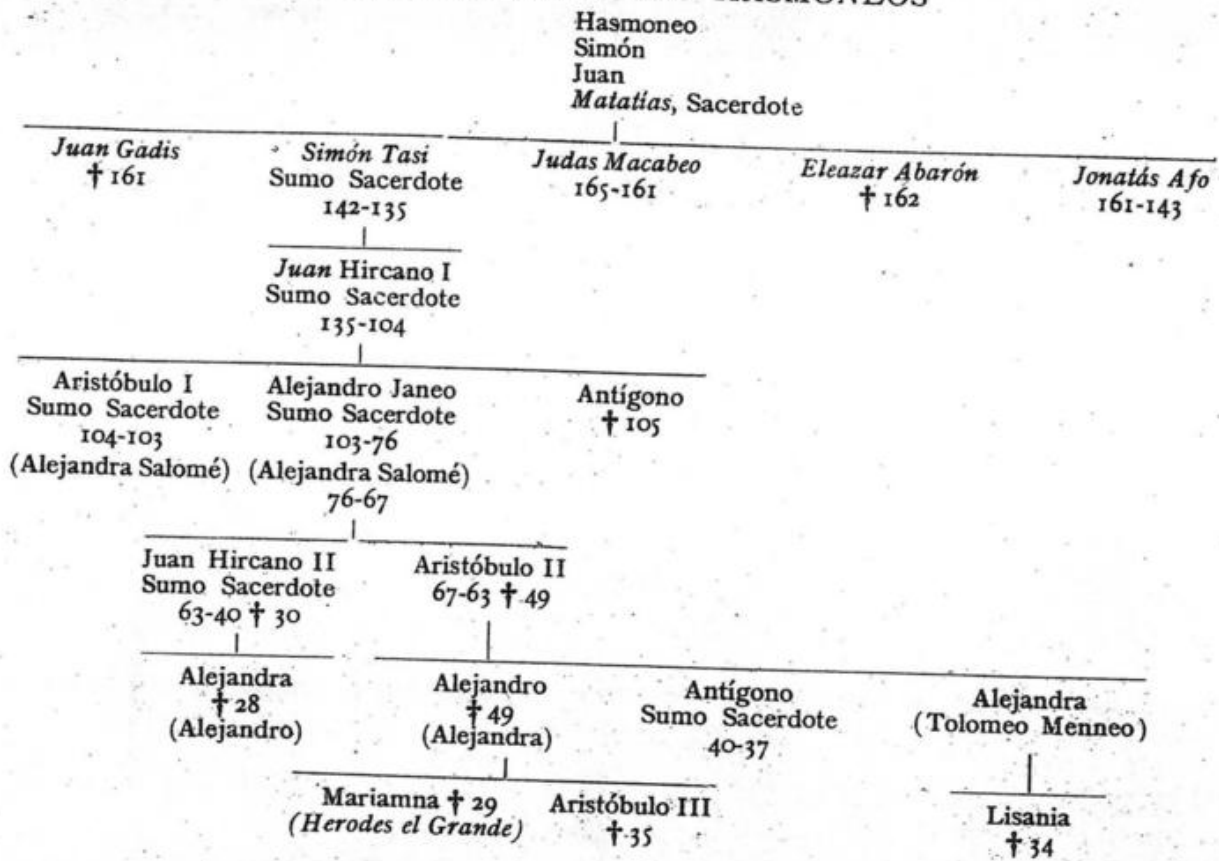 HASMONEOS
Hasmoneo
Simón
Juan
Matatías, Sacerdote
Juan Gadis
† 161
Simón Tasi
Sumo Sacerdote
142-135
Judas Macabeo
165-161
Eleazar Abarón
† 162
Jonatás Afo
161-143
Juan Hircano I
Sumo Sacerdote
135-104
Aristóbulo I
Sumo Sacerdote
104-103
(Alejandra Salomé)
Alejandro Janeo
Sumo Sacerdote
103-76
(Alejandra Salomé)
76-67
Antígono
† 105
Juan Hircano II
Sumo Sacerdote
63-40 † 30
Aristóbulo II
67-63 † 49
Alejandra
† 28
(Alejandro)
Alejandro
† 49
(Alejandra)
Antígono
Sumo Sacerdote
40-37
Alejandra
(Tolomeo Menneo)
Mariamna † 29
(Herodes el Grande)
Aristóbulo III
† 35
Lisania
† 34